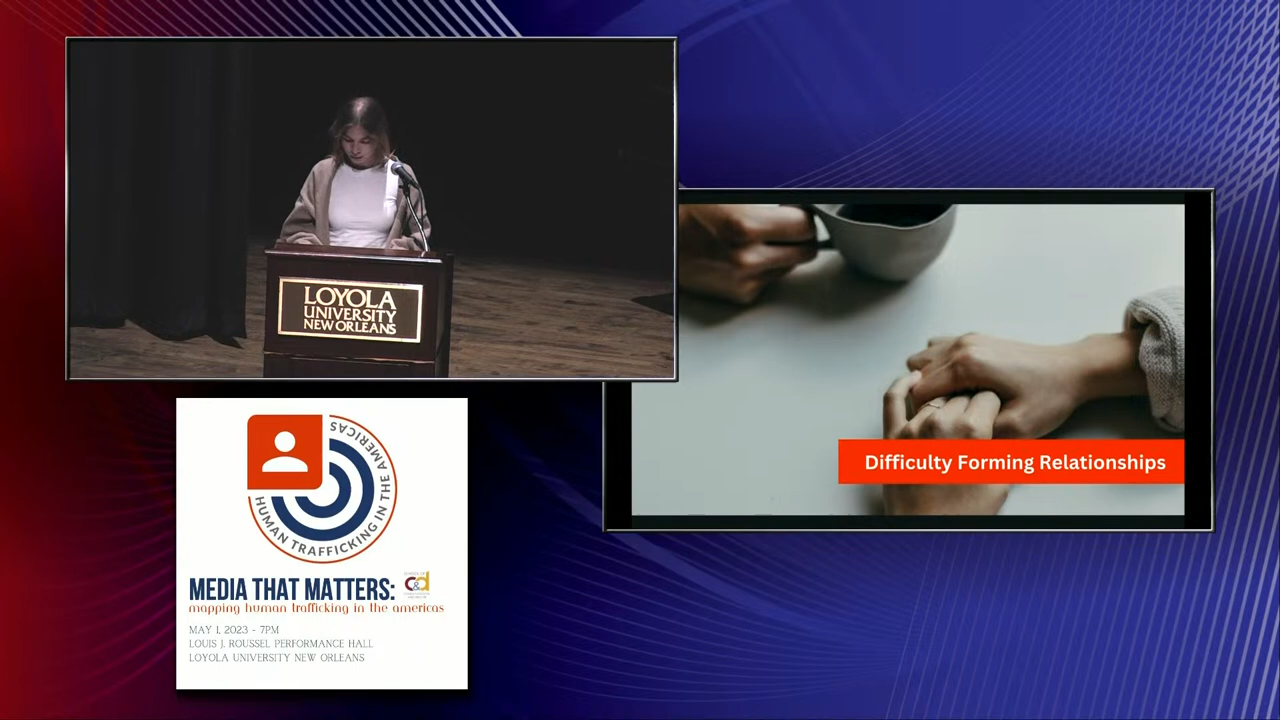 LOYOLA
UNIVERSITY
NEW ORLEANS
Difficulty Forming Relationships
HUMAN TRAFFICKING IN THE AMERICAS
MEDIA THAT MATTERS:
c&d
mapping human trafficking in the americas
MAY 1, 2023 - 7PM
LOUIS J. ROUSSEL PERFORMANCE HALL
LOYOLA UNIVERSITY NEW ORLEANS